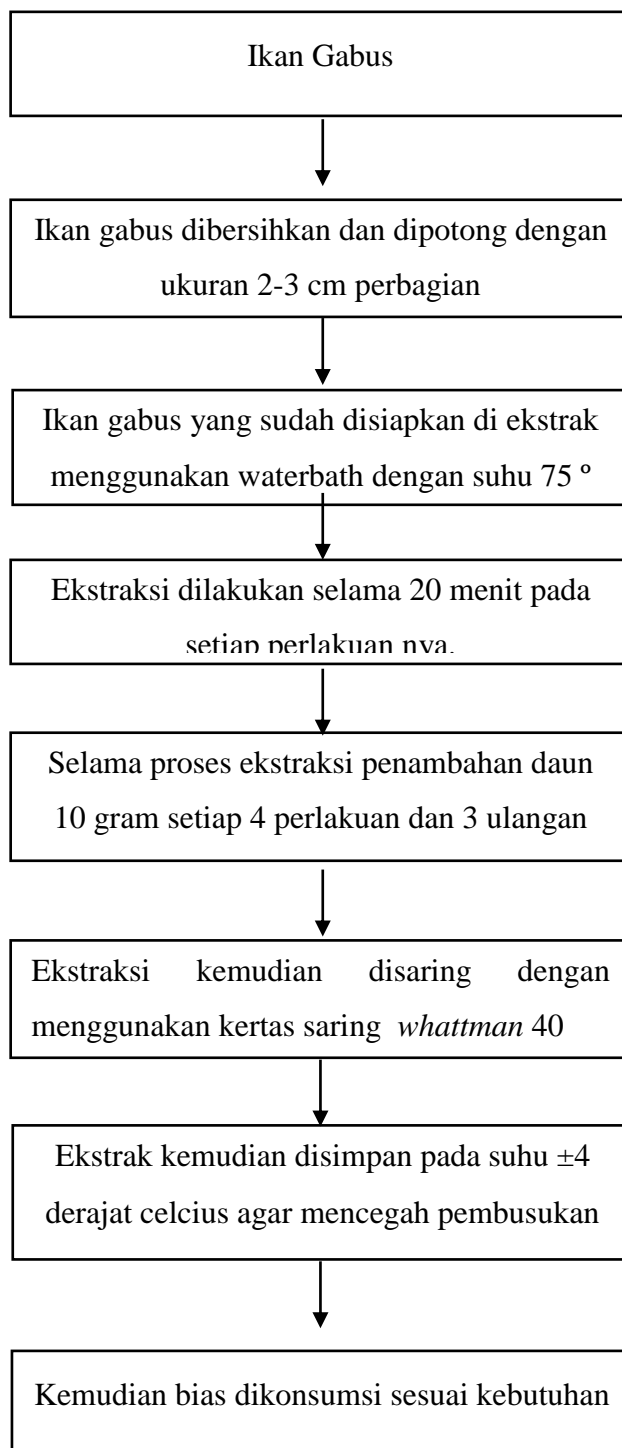 Ikan Gabus
Ikan gabus dibersihkan dan dipotong dengan
ukuran 2-3 cm perbagian
Ikan gabus yang sudah disiapkan di ekstrak
menggunakan waterbath dengan suhu 75 º
Ekstraksi dilakukan selama 20 menit pada
setiap perlakuan nya.
Selama proses ekstraksi penambahan daun
10 gram setiap 4 perlakuan dan 3 ulangan
Ekstraksi kemudian disaring dengan
menggunakan kertas saring whattman 40
Ekstrak kemudian disimpan pada suhu ±4
derajat celcius agar mencegah pembusukan
Kemudian bias dikonsumsi sesuai kebutuhan